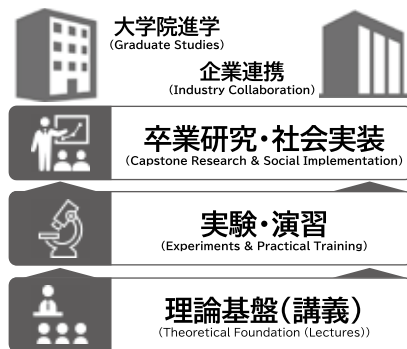 大学院進学
(Graduate Studies)
企業連携
(Industry Collaboration)
卒業研究・社会実装
(Capstone Research & Social Implementation)
実験・演習
(Experiments & Practical Training)
理論基盤(講義)
(Theoretical Foundation (Lectures))